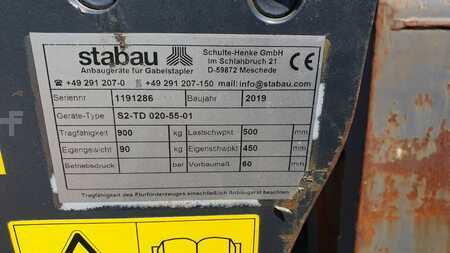 stabau
Anbaugeräte für Gabelstapler
Schulte-Henke GmbH
Im Schlahbruch 21
D-59872 Meschede
CE
☎ +49 291 207-0 +49 291 207-150 mail: info@stabau.com
Seriennr 1191286 Baujahr 2019
Geräte-Type S2-TD 020-55-01
Tragfähigkeit 900 kg Lastschwpkt 500 mm
Eigengewicht 90 kg Eigenschwpkt 450 mm
Betriebsdruck bar Vorbaumaß 60 mm
Tragfähigkeit des Flurförderzeuges einschließlich Anbaugerät beachten